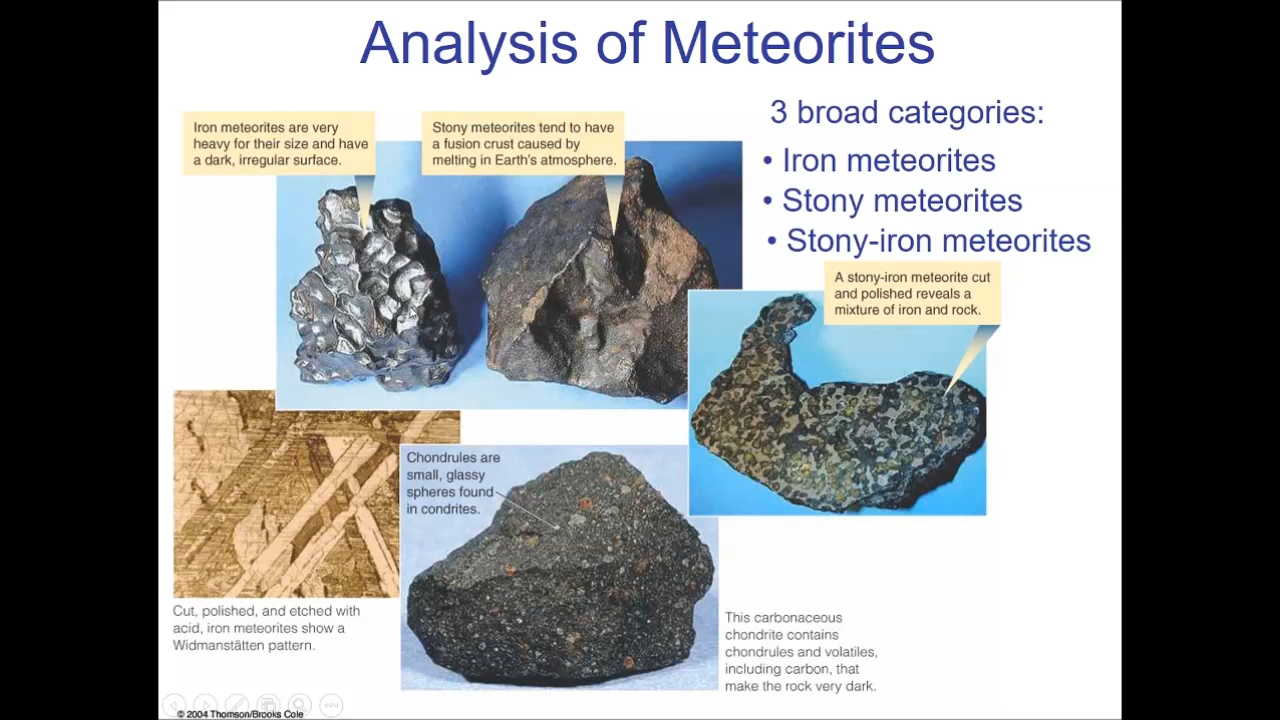 Analysis of Meteorites
3 broad categories:
• Iron meteorites
• Stony meteorites
• Stony-iron meteorites
Iron meteorites are very
heavy for their size and have
a dark, irregular surface.
Stony meteorites tend to have
a fusion crust caused by
melting in Earth's atmosphere.
A stony-iron meteorite cut
and polished reveals a
mixture of iron and rock.
Chondrules are
small, glassy
spheres found
in condrites.
Cut, polished, and etched with
acid, iron meteorites show a
Widmanstätten pattern.
This carbonaceous
chondrite contains
chondrules and volatiles,
including carbon, that
make the rock very dark.
© 2004 Thomson/Brooks Cole